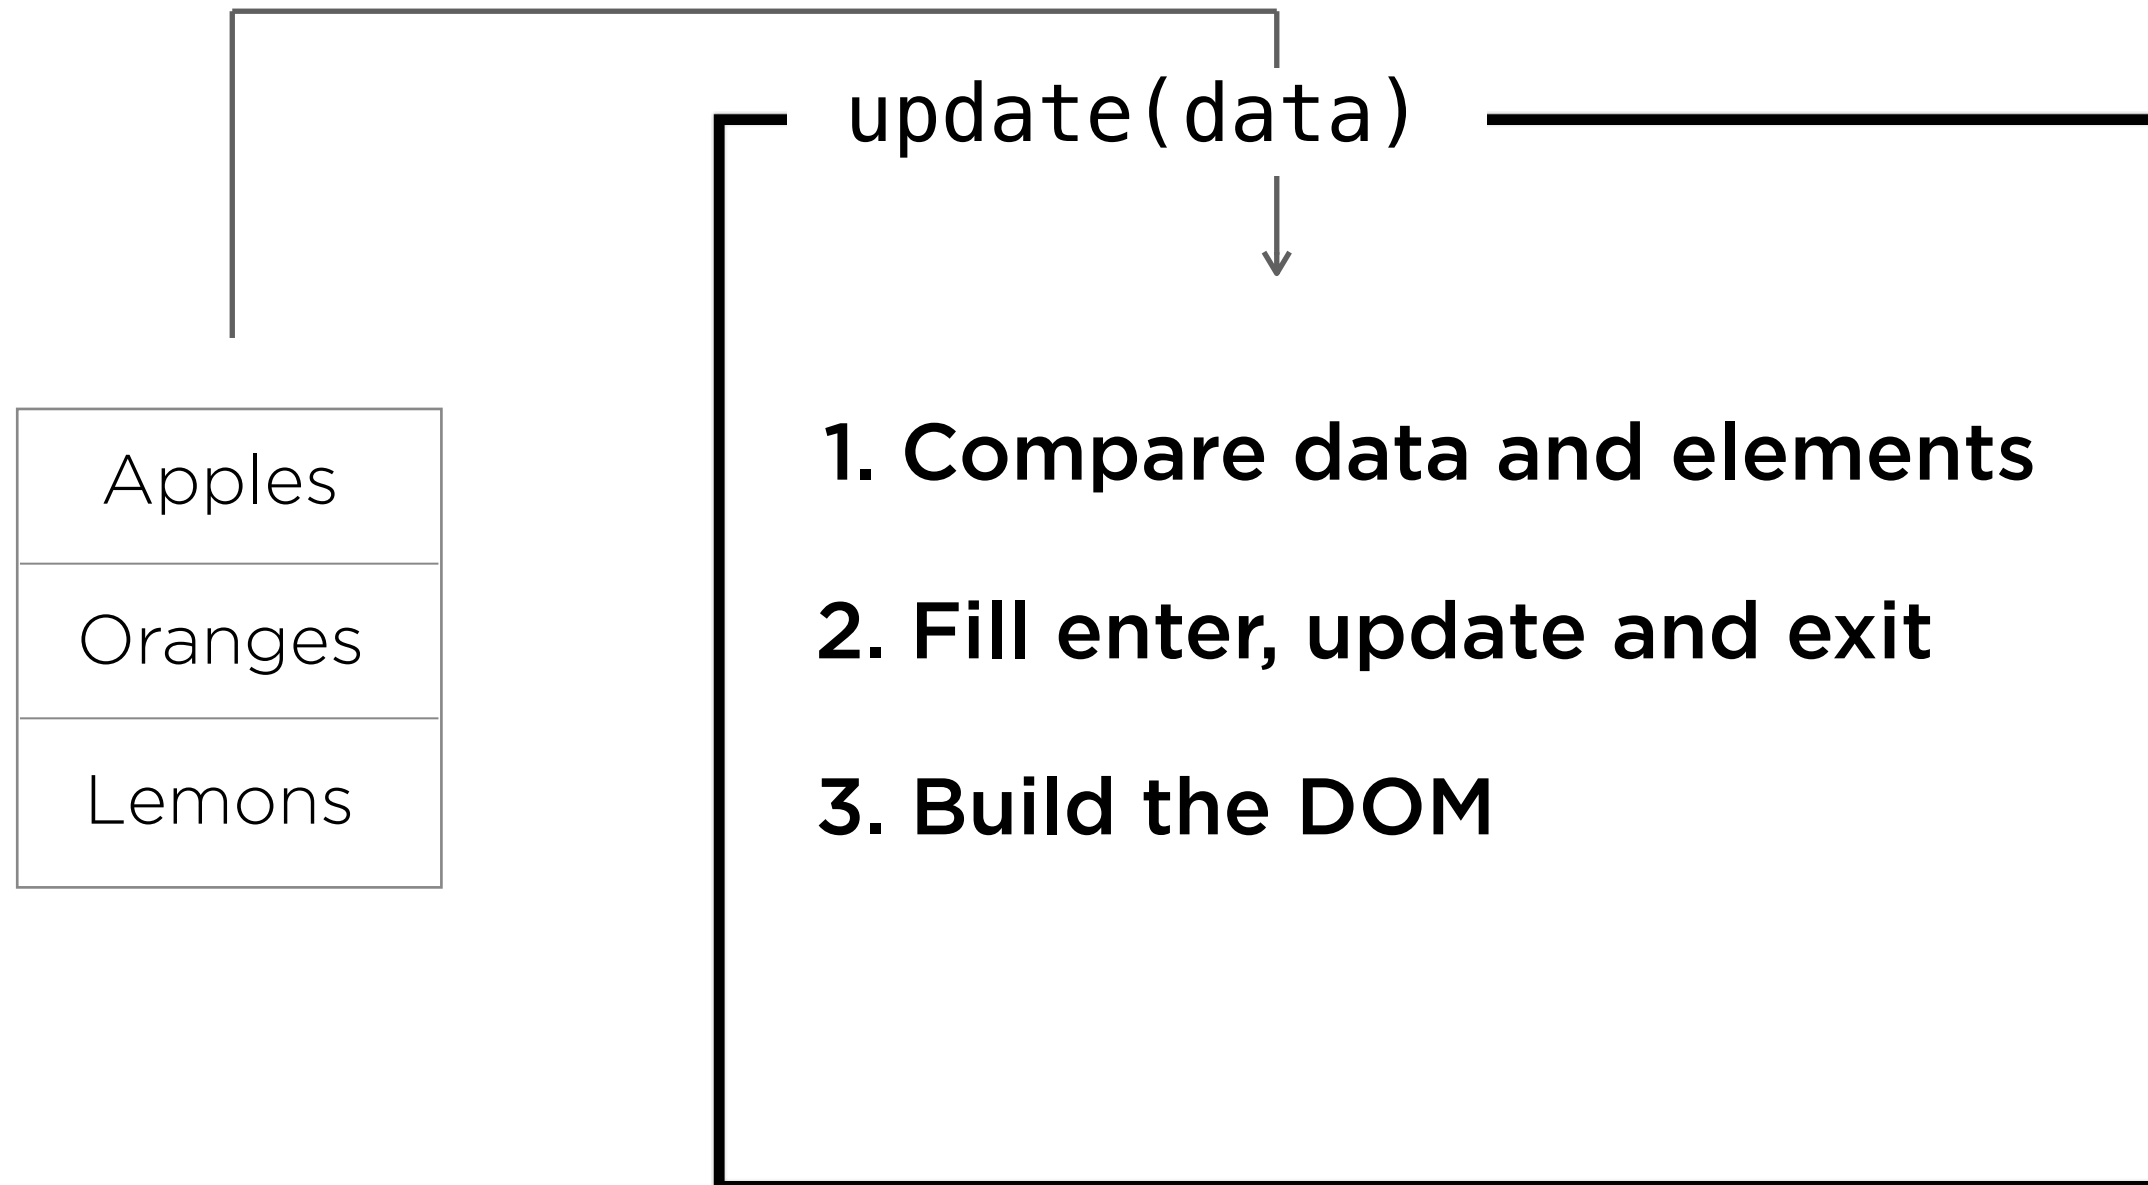 update(data)
Apples
Oranges
Lemons
1. Compare data and elements
2. Fill enter, update and exit
3. Build the DOM